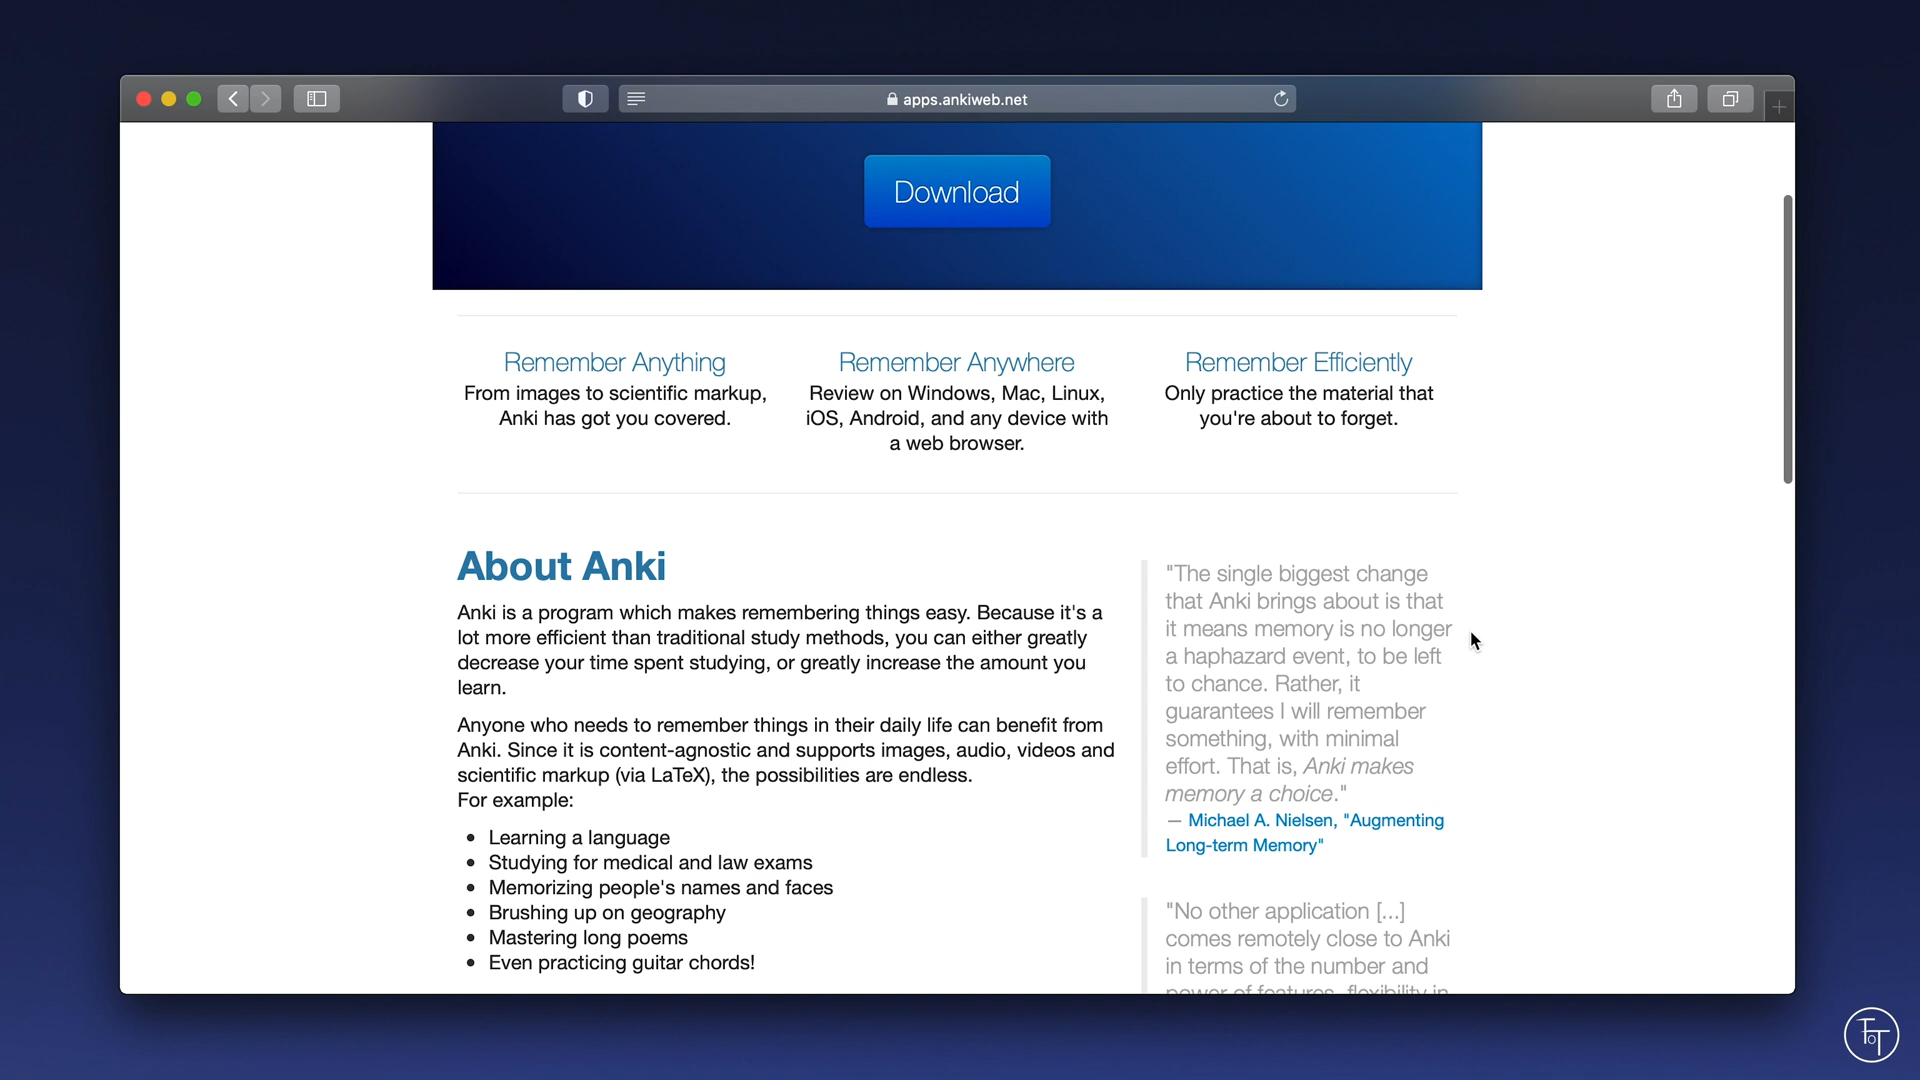 apps.ankiweb.net
Download
Remember Anything
From images to scientific markup,
Anki has got you covered.
Remember Anywhere
Review on Windows, Mac, Linux,
iOS, Android, and any device with
a web browser.
Remember Efficiently
Only practice the material that
you're about to forget.
About Anki
Anki is a program which makes remembering things easy. Because it's a
lot more efficient than traditional study methods, you can either greatly
decrease your time spent studying, or greatly increase the amount you
learn.
Anyone who needs to remember things in their daily life can benefit from
Anki. Since it is content-agnostic and supports images, audio, videos and
scientific markup (via LaTeX), the possibilities are endless.
For example:
Learning a language
Studying for medical and law exams
Memorizing people's names and faces
Brushing up on geography
Mastering long poems
Even practicing guitar chords!
"The single biggest change
that Anki brings about is that
it means memory is no longer
a haphazard event, to be left
to chance. Rather, it
guarantees I will remember
something, with minimal
effort. That is, Anki makes
memory a choice."
— Michael A. Nielsen, "Augmenting
Long-term Memory"
"No other application [...]
comes remotely close to Anki
in terms of the number and
power of features, flexibility in
ToT